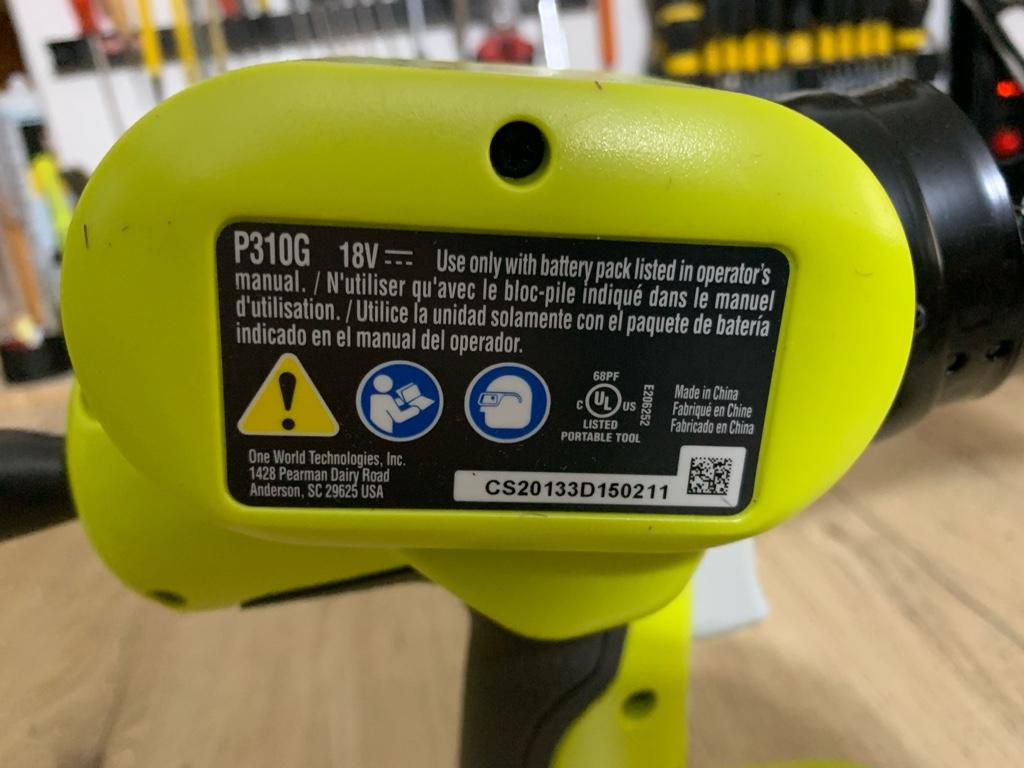 P310G 18V Use only with battery pack listed in operator's
manual. / N'utiliser qu'avec le bloc-pile indiqué dans le manuel
d'utilisation. / Utilice la unidad solamente con el paquete de batería
indicado en el manual del operador.
68PF
C UL US
LISTED
PORTABLE TOOL
E206252
Made in China
Fabriqué en Chine
Fabricado en China
One World Technologies, Inc.
1428 Pearman Dairy Road
Anderson, SC 29625 USA
CS20133D150211